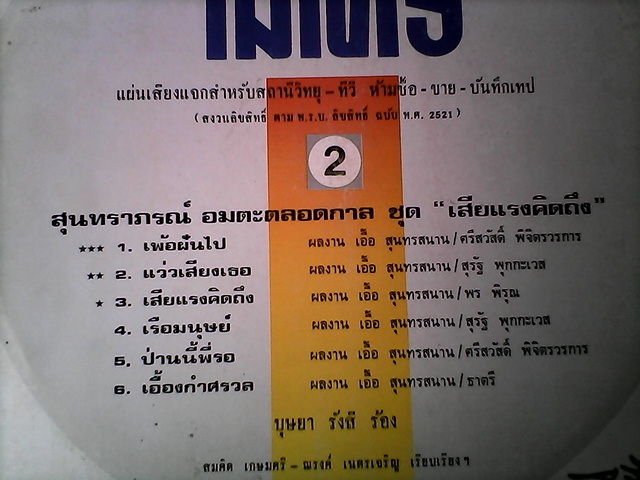 ไมเตรี
แผ่นเสียงแจกสำหรับสถานีวิทยุ - ทีวี ห้ามซื้อ - ขาย - บันทึกเทป
( สงวนลิขสิทธิ์ ตาม พ.ร.บ. ลิขสิทธิ์ ฉบับ พ.ศ. 2521 )
2
สุนทราภรณ์ อมตะตลอดกาล ชุด “เสียแรงคิดถึง”
★★★ 1. เพ้อฝันไป ผลงาน เอื้อ สุนทรสนาน/ศรีสวัสดิ์ พิจิตรวรการ
★★ 2. แว่วเสียงเธอ ผลงาน เอื้อ สุนทรสนาน/สุรัฐ พุกกะเวส
★ 3. เสียแรงคิดถึง ผลงาน เอื้อ สุนทรสนาน/พร พิรุณ
4. เรือมนุษย์ ผลงาน เอื้อ สุนทรสนาน/สุรัฐ พุกกะเวส
5. ป่านนี้พี่รอ ผลงาน เอื้อ สุนทรสนาน/ศรีสวัสดิ์ พิจิตรวรการ
6. เอื้องกำศรวล ผลงาน เอื้อ สุนทรสนาน/ธาตรี
บุษยา รังสี ร้อง
สมคิด เกษมศรี - ณรงค์ เนตรเจริญ เรียบเรียงฯ